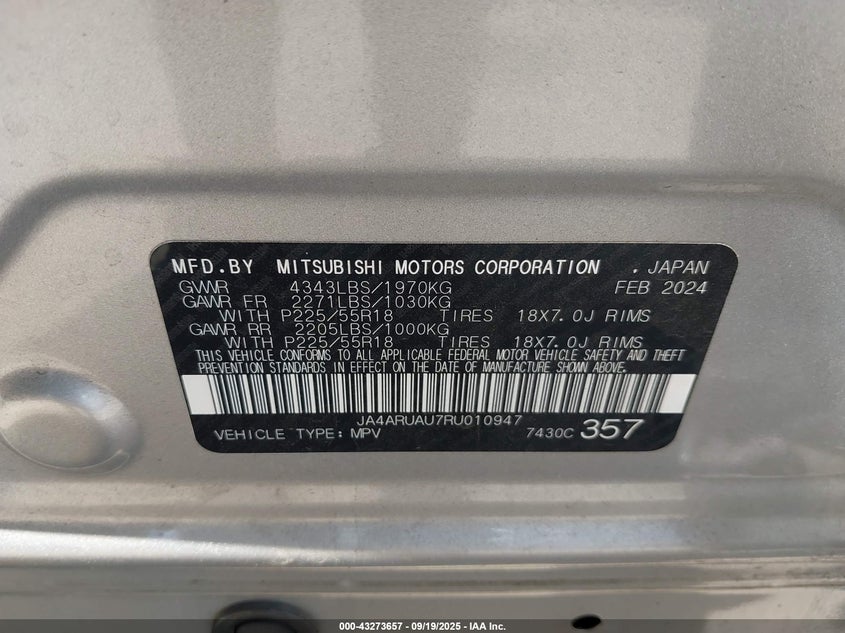 MFD.BY MITSUBISHI MOTORS CORPORATION . JAPAN
GVWR 4343LBS/1970KG FEB 2024
GAWR FR 2271LBS/1030KG
WITH P225/55R18 TIRES 18X7.0J RIMS
GAWR RR 2205LBS/1000KG
WITH P225/55R18 TIRES 18X7.0J RIMS
THIS VEHICLE CONFORMS TO ALL APPLICABLE FEDERAL MOTOR VEHICLE SAFETY AND THEFT
PREVENTION STANDARDS IN EFFECT ON THE DATE OF MANUFACTURE SHOWN ABOVE.
JA4ARUAU7RU010947
VEHICLE TYPE: MPV 7430C 357
000-43273657 - 09/19/2025 - IAA Inc.